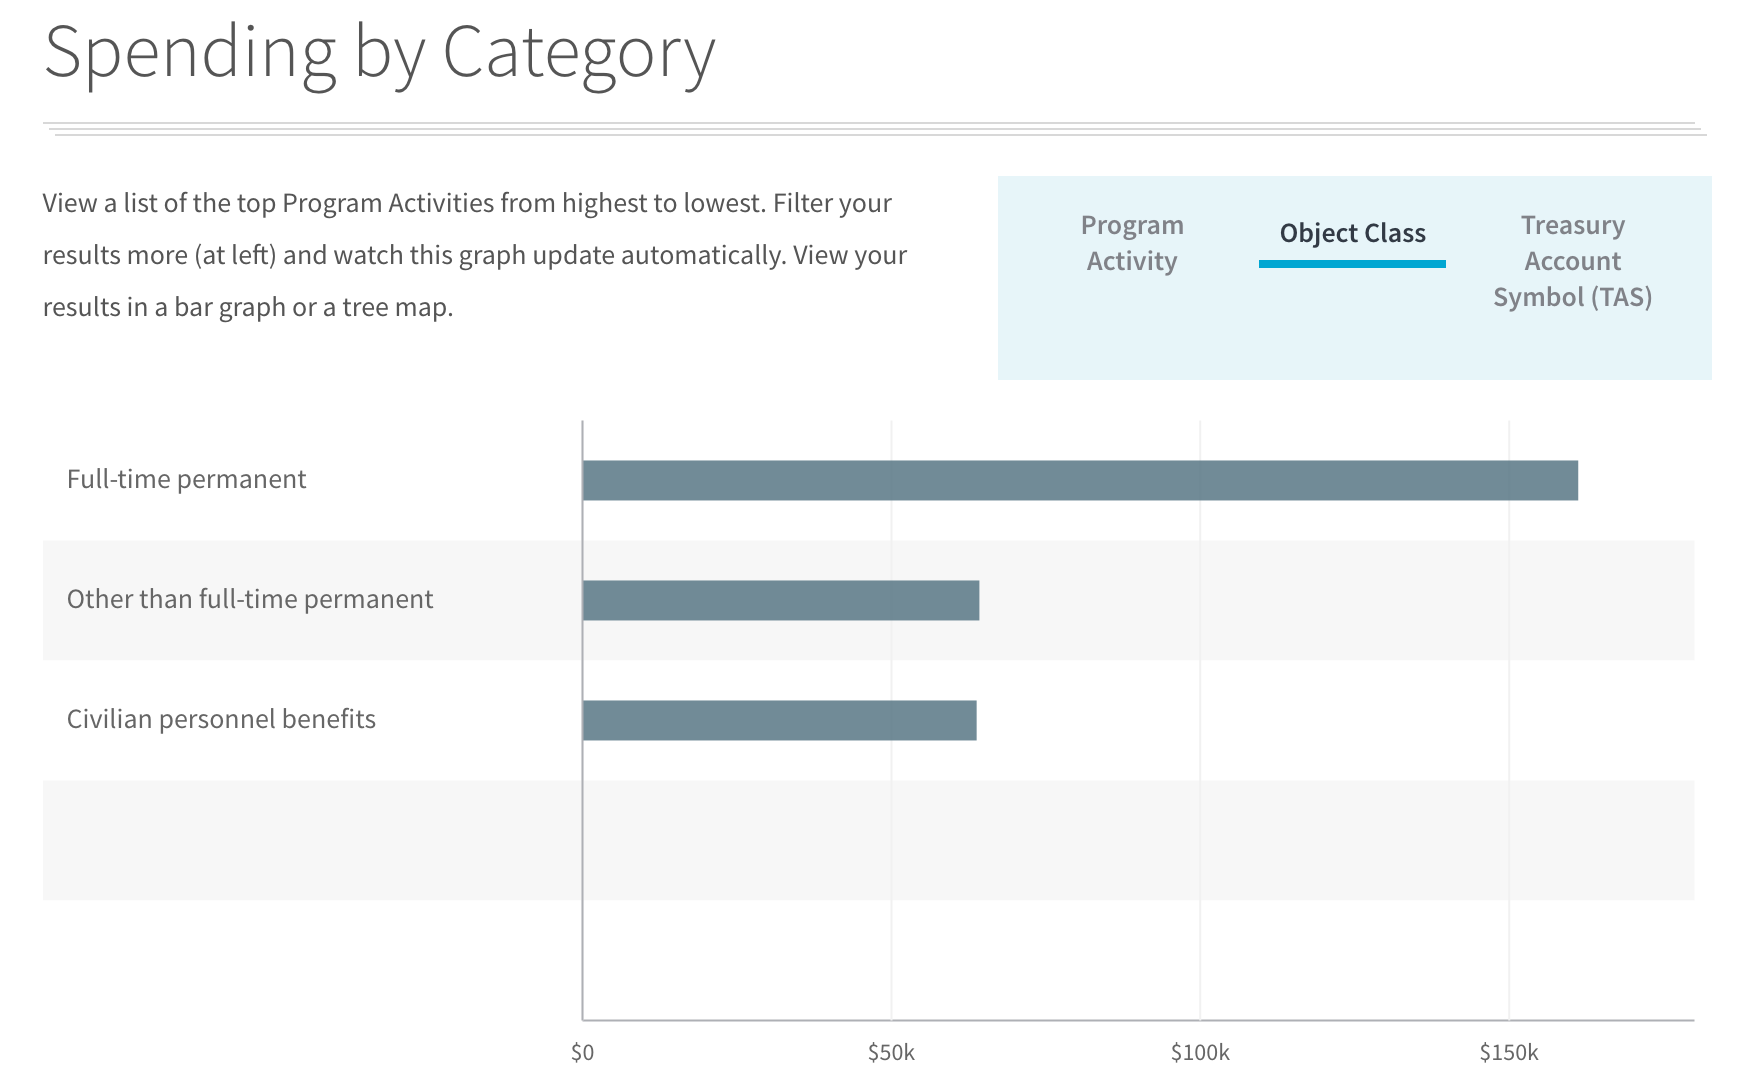 Spending by Category
View a list of the top Program Activities from highest to lowest. Filter your
results more (at left) and watch this graph update automatically. View your
results in a bar graph or a tree map.
Program
Activity
Object Class
Treasury
Account
Symbol (TAS)
Full-time permanent
Other than full-time permanent
Civilian personnel benefits
$0
$50k
$100k
$150k